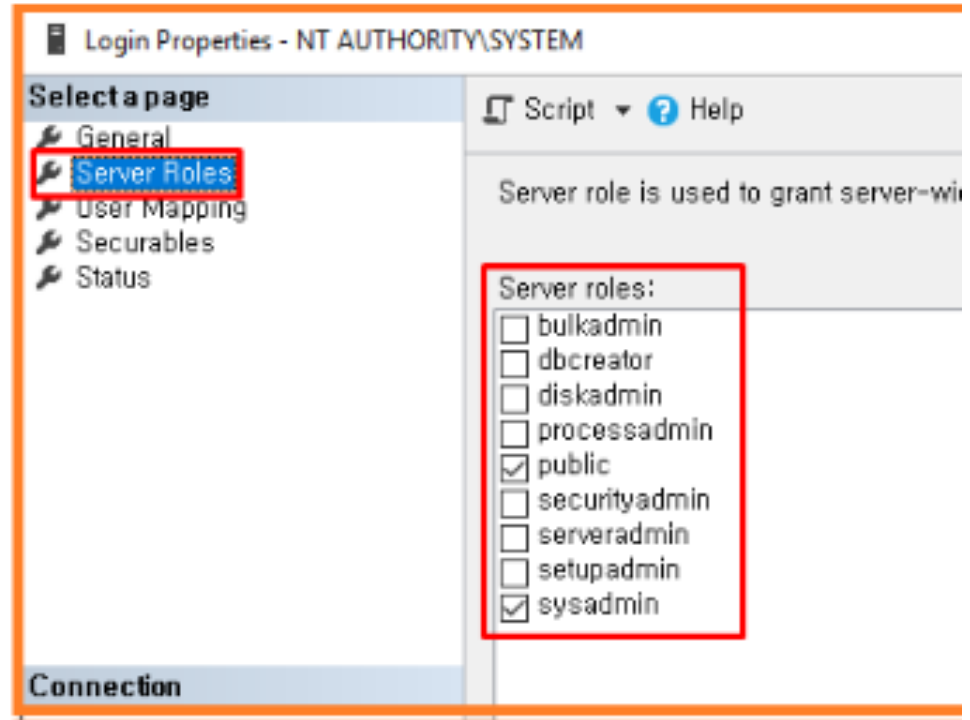 Login Properties - NT AUTHORITY\SYSTEM
Select a page
General
Server Roles
User Mapping
Securables
Status
Script
Help
Server role is used to grant server-wi
Server roles:
bulkadmin
dbcreator
diskadmin
processadmin
public
securityadmin
serveradmin
setupadmin
sysadmin
Connection